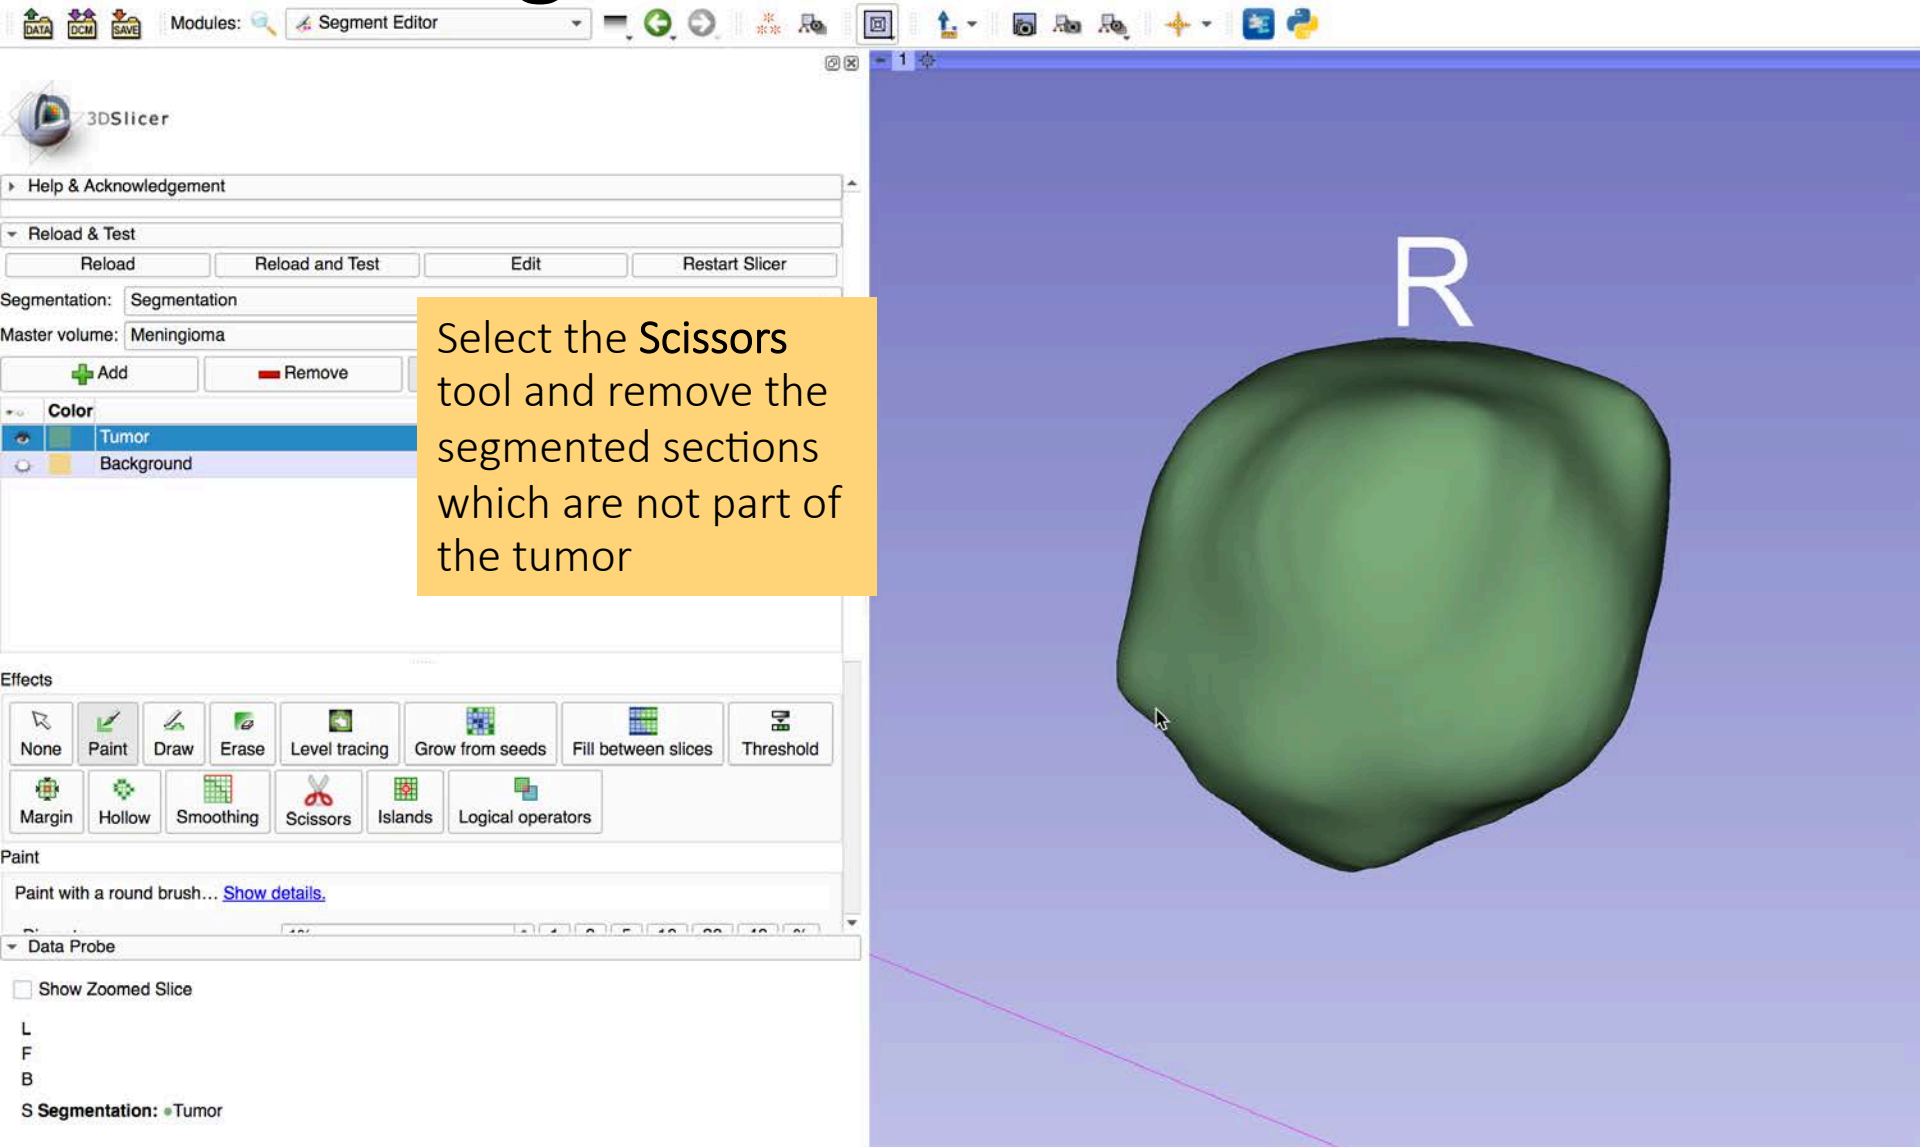 DATA DCM SAVE Modules: Segment Editor
1
3DSlicer
Help & Acknowledgement
Reload & Test
Reload Reload and Test Edit Restart Slicer
Segmentation: Segmentation
Master volume: Meningioma
Add Remove
Color
Tumor
Background
Select the Scissors
tool and remove the
segmented sections
which are not part of
the tumor
R
Effects
None Paint Draw Erase Level tracing Grow from seeds Fill between slices Threshold
Margin Hollow Smoothing Scissors Islands Logical operators
Paint
Paint with a round brush... Show details.
Data Probe
Show Zoomed Slice
L
F
B
S Segmentation: Tumor